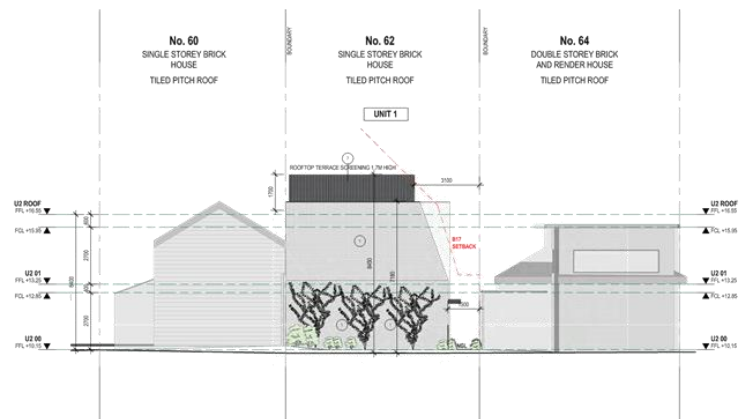 No. 60
SINGLE STOREY BRICK
HOUSE
TILED PITCH ROOF
BOUNDARY
No. 62
SINGLE STOREY BRICK
HOUSE
TILED PITCH ROOF
BOUNDARY
No. 64
DOUBLE STOREY BRICK
AND RENDER HOUSE
TILED PITCH ROOF
UNIT 1
ROOFTOP TERRACE SCREENING 1.7M HIGH
1700
3100
B17
SETBACK
U2 ROOF
FFL +16.55
FCL +15.95
U2 01
FFL +13.25
FCL +12.85
U2 00
FFL +10.15
6400
600
2700
2700
U2 ROOF
FFL +16.55
FCL +15.95
U2 01
FFL +13.25
FCL +12.85
U2 00
FFL +10.15
NGL